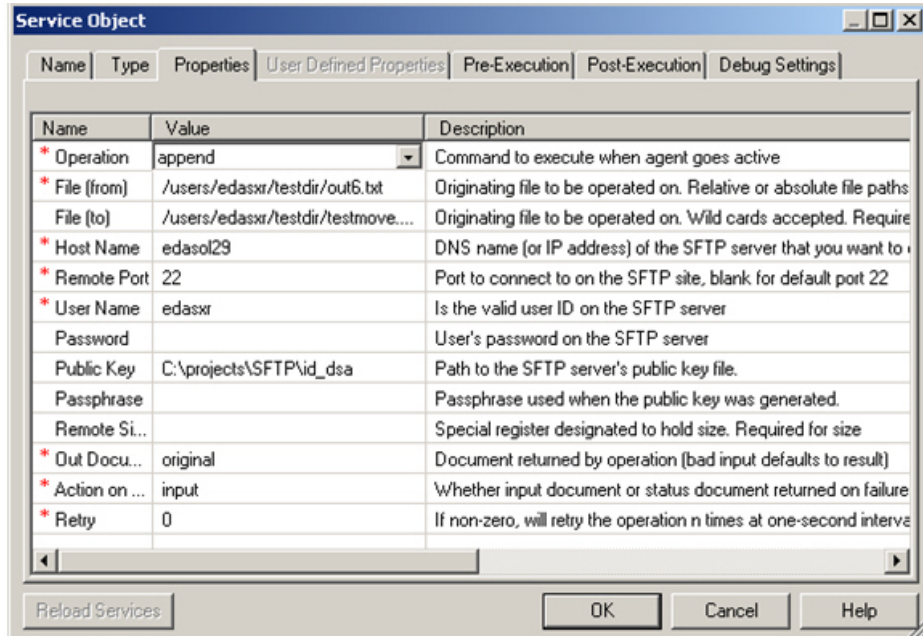 Service Object
Name Type Properties User Defined Properties Pre-Execution Post-Execution Debug Settings
Name Value Description
* Operation append Command to execute when agent goes active
* File (from) /users/edasxr/testdir/out6.txt Originating file to be operated on. Relative or absolute file paths
File (to) /users/edasxr/testdir/testmove.... Originating file to be operated on. Wild cards accepted. Require
* Host Name edasol29 DNS name (or IP address) of the SFTP server that you want to
* Remote Port 22 Port to connect to on the SFTP site, blank for default port 22
* User Name edasxr Is the valid user ID on the SFTP server
Password User's password on the SFTP server
Public Key C:\projects\SFTP\id_dsa Path to the SFTP server's public key file.
Passphrase Passphrase used when the public key was generated.
Remote Si... Special register designated to hold size. Required for size
* Out Docu... original Document returned by operation (bad input defaults to result)
* Action on ... input Whether input document or status document returned on failure
* Retry 0 If non-zero, will retry the operation n times at one-second interva
Reload Services OK Cancel Help